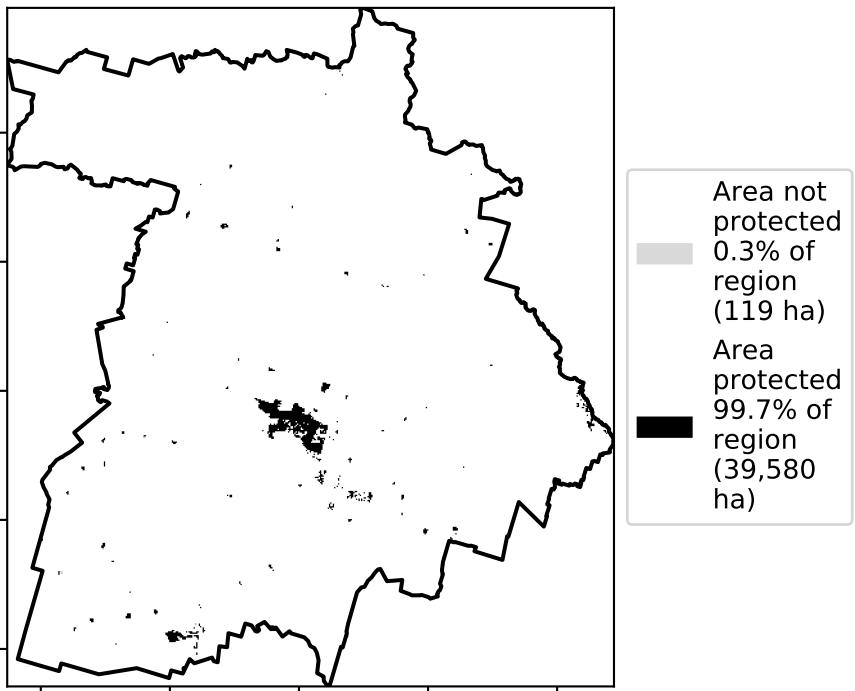 Area not
protected
0.3% of
region
(119 ha)
Area
protected
99.7% of
region
(39,580
ha)